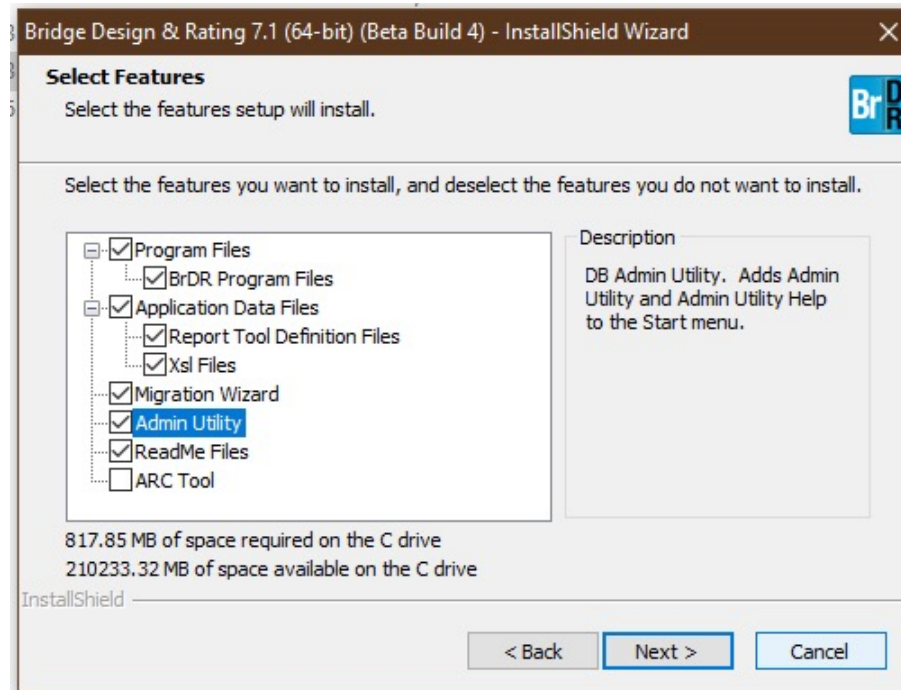 Bridge Design & Rating 7.1 (64-bit) (Beta Build 4) - InstallShield Wizard
Select Features
Select the features setup will install.
Br D
R
Select the features you want to install, and deselect the features you do not want to install.
Program Files
BrDR Program Files
Application Data Files
Report Tool Definition Files
Xsl Files
Migration Wizard
Admin Utility
ReadMe Files
ARC Tool
Description
DB Admin Utility. Adds Admin
Utility and Admin Utility Help
to the Start menu.
817.85 MB of space required on the C drive
210233.32 MB of space available on the C drive
InstallShield
< Back
Next >
Cancel